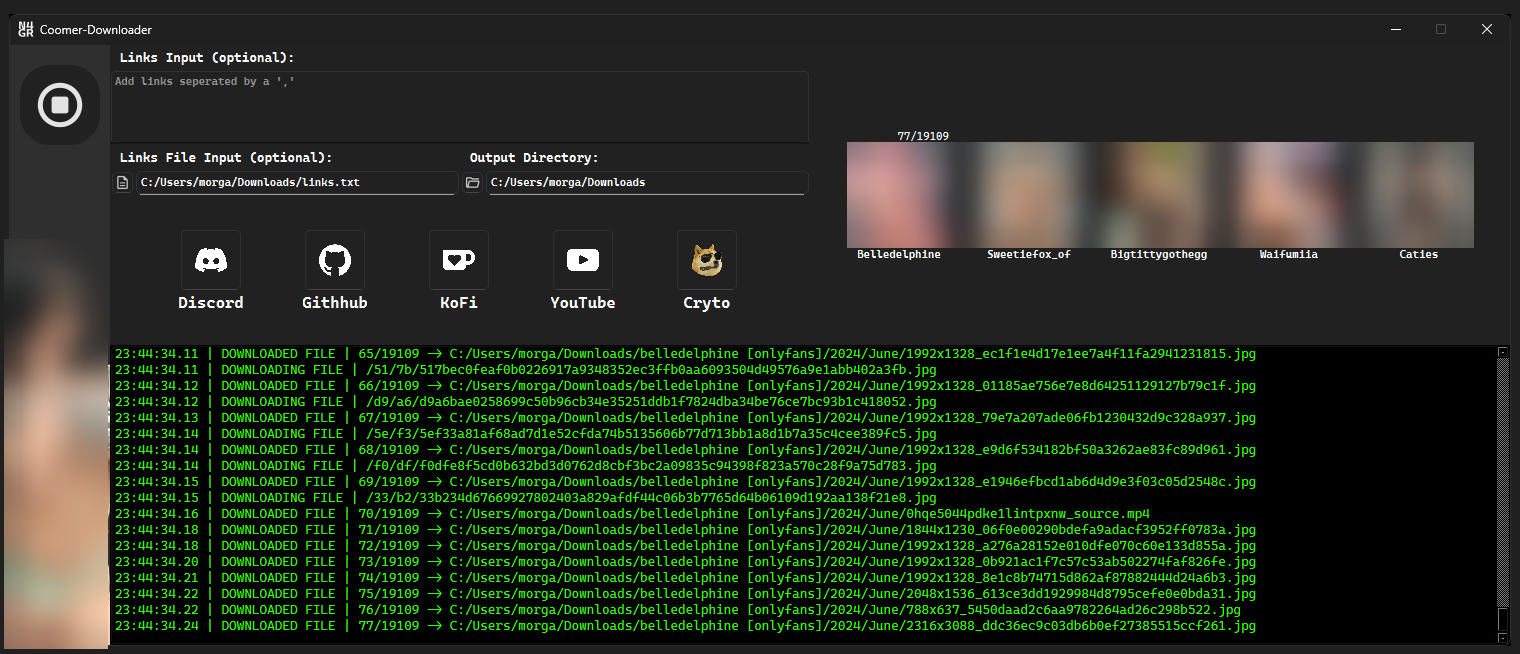 N4
GR Coomer-Downloader
Links Input (optional):
Add links seperated by a ','
Links File Input (optional):
Output Directory:
C:/Users/morga/Downloads/links.txt
C:/Users/morga/Downloads
Discord
Githhub
KoFi
YouTube
Cryto
77/19109
Belledelphine
Sweetiefox_of
Bigtittygothegg
Waifumiia
Caties
23:44:34.11 | DOWNLOADED FILE | 65/19109 –> C:/Users/morga/Downloads/belledelphine [onlyfans]/2024/June/1992x1328_ec1f1e4d17e1ee7a4f11fa2941231815.jpg
23:44:34.11 | DOWNLOADING FILE | /51/7b/517bec0feaf0b0226917a9348352ec3ffb0aa6093504d49576a9e1abb402a3fb.jpg
23:44:34.12 | DOWNLOADED FILE | 66/19109 –> C:/Users/morga/Downloads/belledelphine [onlyfans]/2024/June/1992x1328_01185ae756e7e8d64251129127b79c1f.jpg
23:44:34.12 | DOWNLOADING FILE | /d9/a6/d9a6bae0258699c50b96cb34e35251ddb1f7824dba34be76ce7bc93b1c418052.jpg
23:44:34.13 | DOWNLOADED FILE | 67/19109 –> C:/Users/morga/Downloads/belledelphine [onlyfans]/2024/June/1992x1328_79e7a207ade06fb1230432d9c328a937.jpg
23:44:34.14 | DOWNLOADING FILE | /5e/f3/5ef33a81af68ad7d1e52cfda74b5135606b77d713bb1a8d1b7a35c4cee389fc5.jpg
23:44:34.14 | DOWNLOADED FILE | 68/19109 –> C:/Users/morga/Downloads/belledelphine [onlyfans]/2024/June/1992x1328_e9d6f534182bf50a3262ae83fc89d961.jpg
23:44:34.14 | DOWNLOADING FILE | /f0/df/f0dfe8f5cd0b632bd3d0762d8cbf3bc2a09835c94398f823a570c28f9a75d783.jpg
23:44:34.15 | DOWNLOADED FILE | 69/19109 –> C:/Users/morga/Downloads/belledelphine [onlyfans]/2024/June/1992x1328_e1946efbcd1ab6d4d9e3f03c05d2548c.jpg
23:44:34.15 | DOWNLOADING FILE | /33/b2/33b234d67669927802403a829afdf44c06b3b7765d64b06109d192aa138f21e8.jpg
23:44:34.16 | DOWNLOADED FILE | 70/19109 –> C:/Users/morga/Downloads/belledelphine [onlyfans]/2024/June/0hqe5044pdke1lintpxnw_source.mp4
23:44:34.18 | DOWNLOADED FILE | 71/19109 –> C:/Users/morga/Downloads/belledelphine [onlyfans]/2024/June/1844x1230_06f0e00290bdefa9adacf3952ff0783a.jpg
23:44:34.18 | DOWNLOADED FILE | 72/19109 –> C:/Users/morga/Downloads/belledelphine [onlyfans]/2024/June/1992x1328_a276a28152e010dfe070c60e133d855a.jpg
23:44:34.20 | DOWNLOADED FILE | 73/19109 –> C:/Users/morga/Downloads/belledelphine [onlyfans]/2024/June/1992x1328_0b921ac1f7c57c53ab502274faf826fe.jpg
23:44:34.21 | DOWNLOADED FILE | 74/19109 –> C:/Users/morga/Downloads/belledelphine [onlyfans]/2024/June/1992x1328_8e1c8b74715d862af87882444d24a6b3.jpg
23:44:34.22 | DOWNLOADED FILE | 75/19109 –> C:/Users/morga/Downloads/belledelphine [onlyfans]/2024/June/2048x1536_613ce3dd1929984d8795cefe0e0bda31.jpg
23:44:34.22 | DOWNLOADED FILE | 76/19109 –> C:/Users/morga/Downloads/belledelphine [onlyfans]/2024/June/788x637_5450daad2c6aa9782264ad26c298b522.jpg
23:44:34.24 | DOWNLOADED FILE | 77/19109 –> C:/Users/morga/Downloads/belledelphine [onlyfans]/2024/June/2316x3088_ddc36ec9c03db6b0ef27385515ccf261.jpg